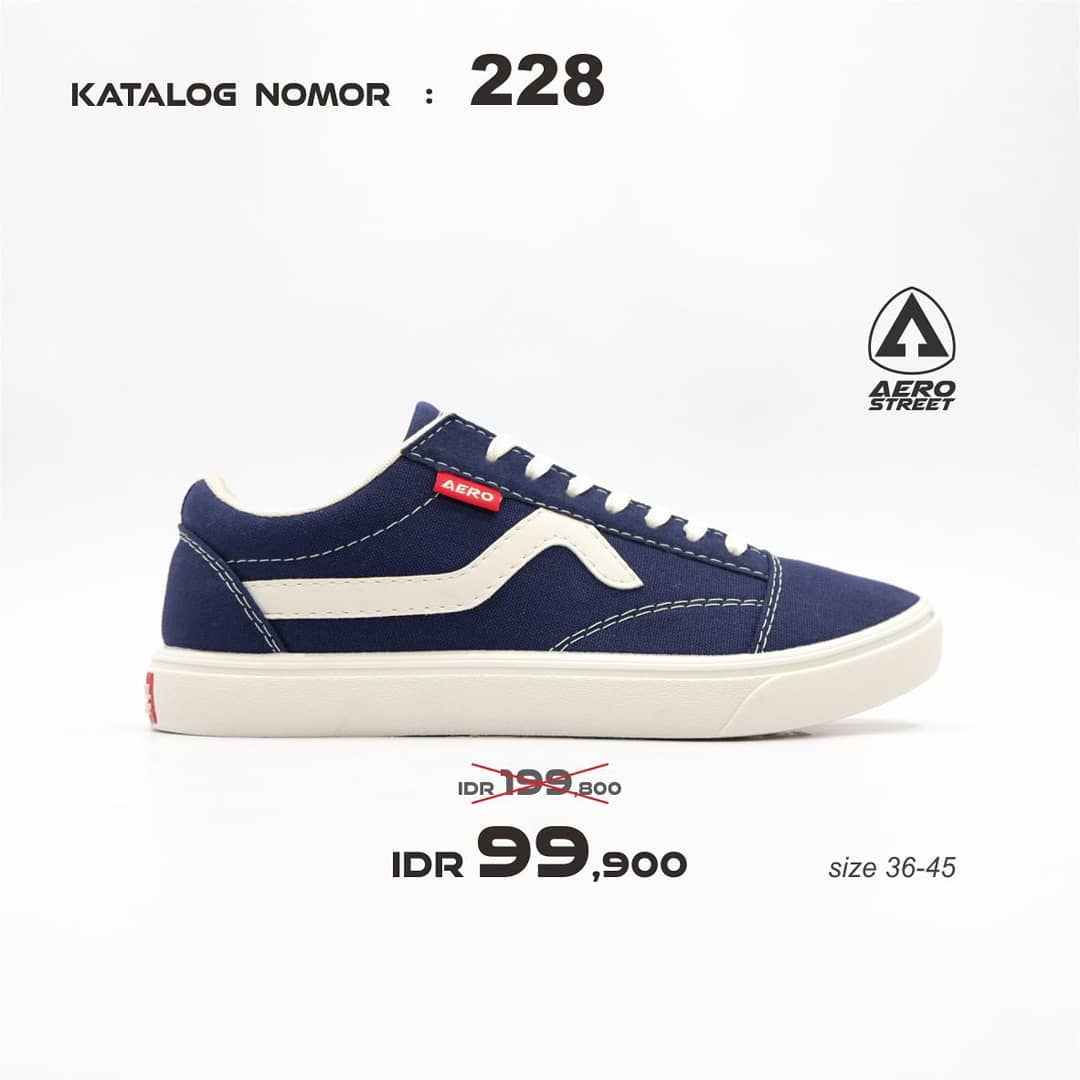 KATALOG NOMOR : 228
AERO
STREET
AERO
IDR 199,800
IDR 99,900
size 36-45